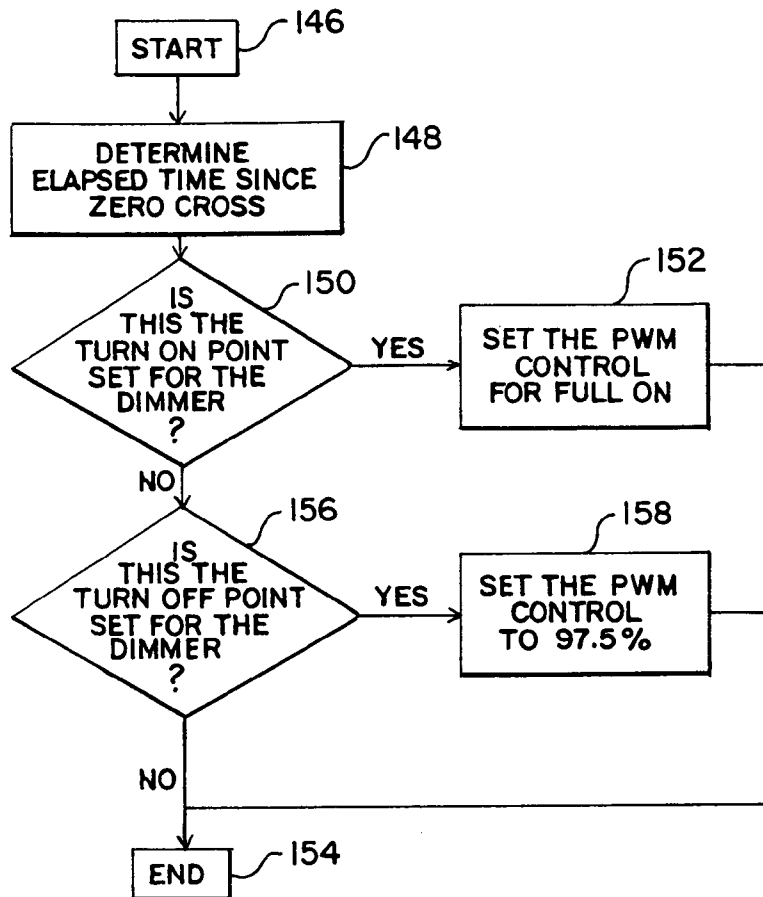 146
START
148
DETERMINE
ELAPSED TIME SINCE
ZERO CROSS
150
IS
THIS THE
TURN ON POINT
SET FOR THE
DIMMER
?
YES
152
SET THE PWM
CONTROL
FOR FULL ON
NO
156
IS
THIS THE
TURN OFF POINT
SET FOR THE
DIMMER
?
YES
158
SET THE PWM
CONTROL
TO 97.5%
NO
END
154